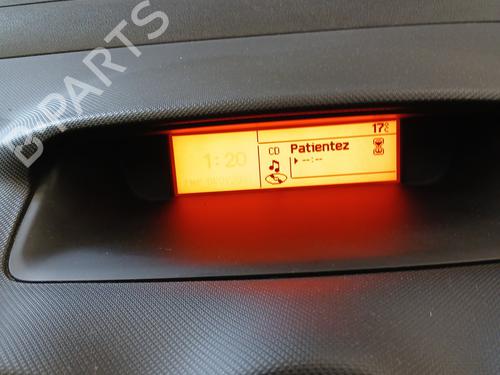 B-PARTS
17°C
CD Patientez
1:20
--:--